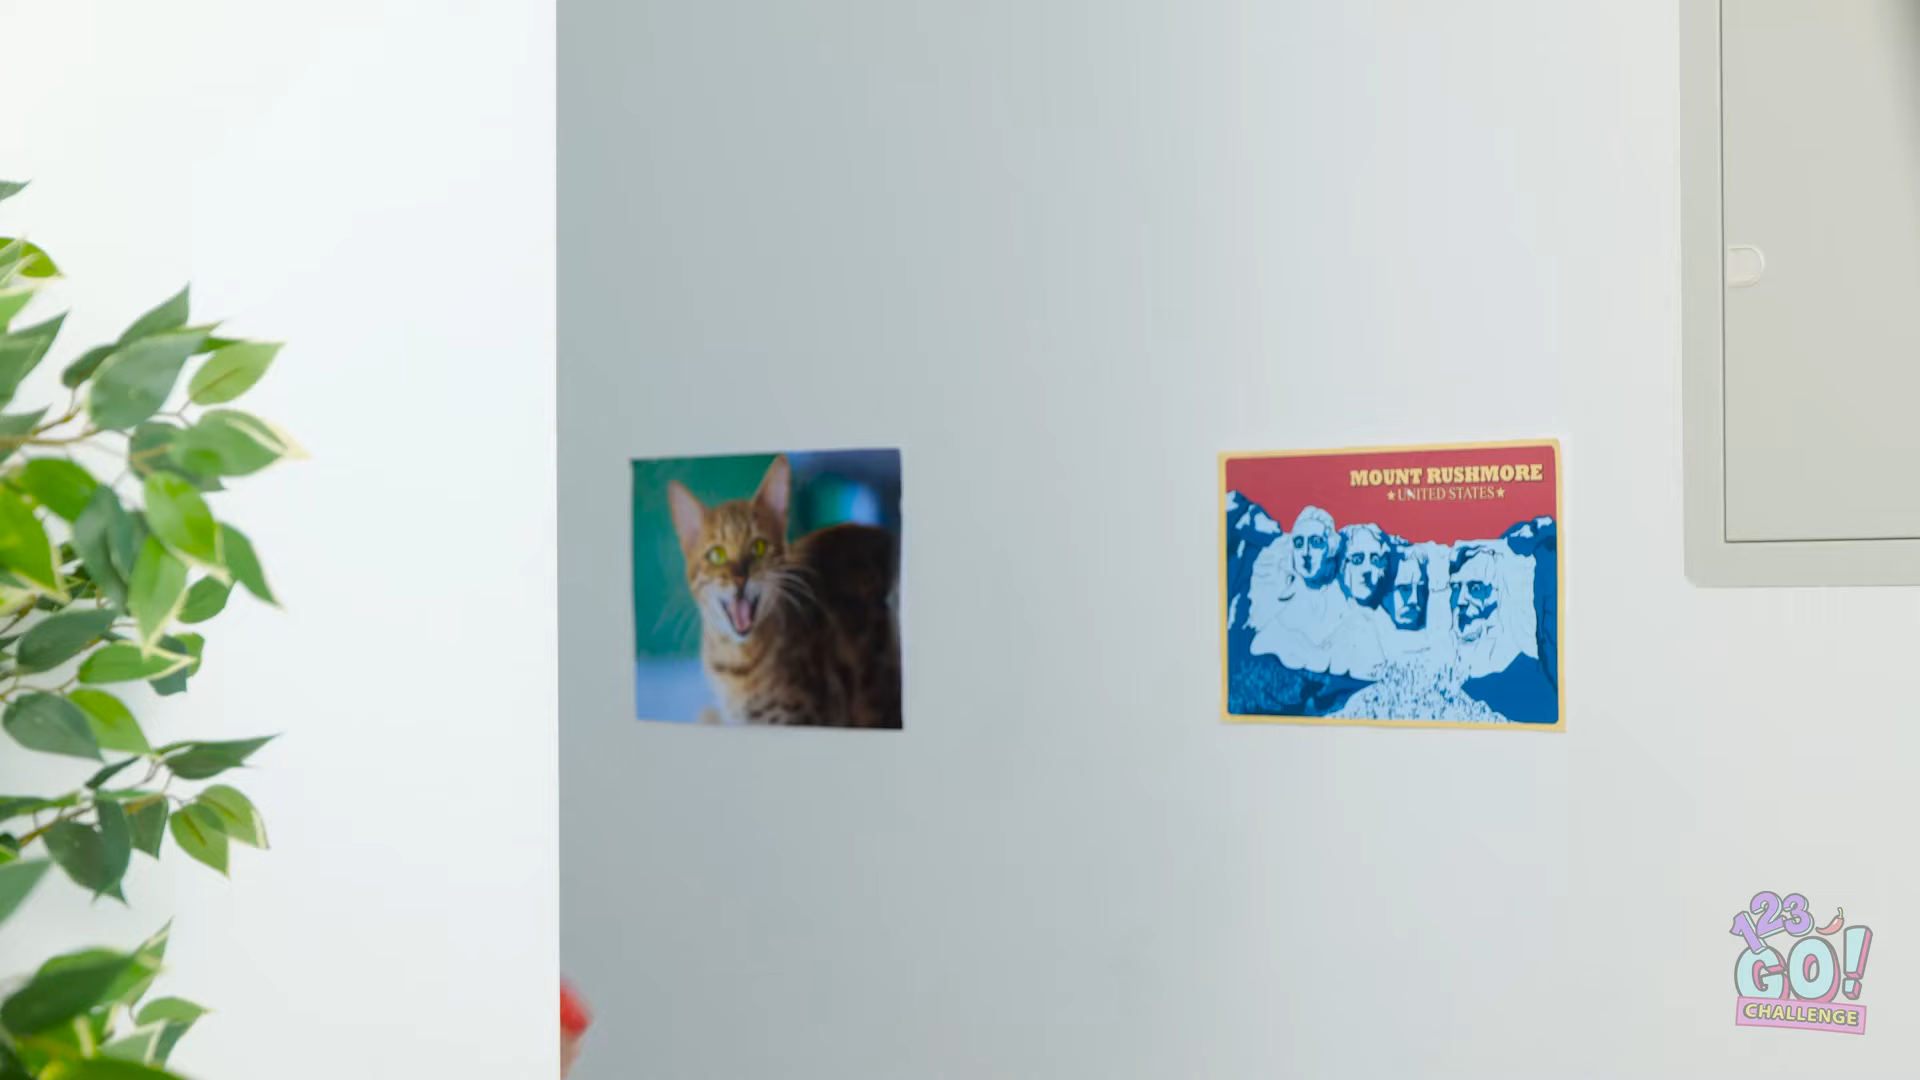 MOUNT RUSHMORE
★UNITED STATES★
123
GO!
CHALLENGE